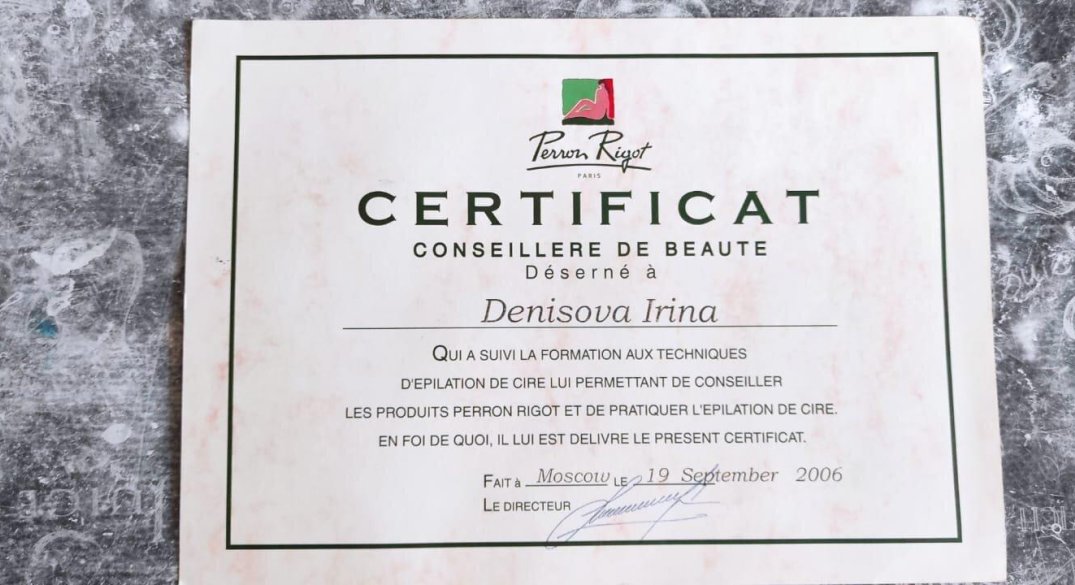 Perron Rigot
PARIS
CERTIFICAT
CONSEILLERE DE BEAUTE
Déserné à
Denisova Irina
QUI A SUIVI LA FORMATION AUX TECHNIQUES
D'EPILATION DE CIRE LUI PERMETTANT DE CONSEILLER
LES PRODUITS PERRON RIGOT ET DE PRATIQUER L'EPILATION DE CIRE.
EN FOI DE QUOI, IL LUI EST DELIVRE LE PRESENT CERTIFICAT.
FAIT à Moscow LE 19 September 2006
LE DIRECTEUR